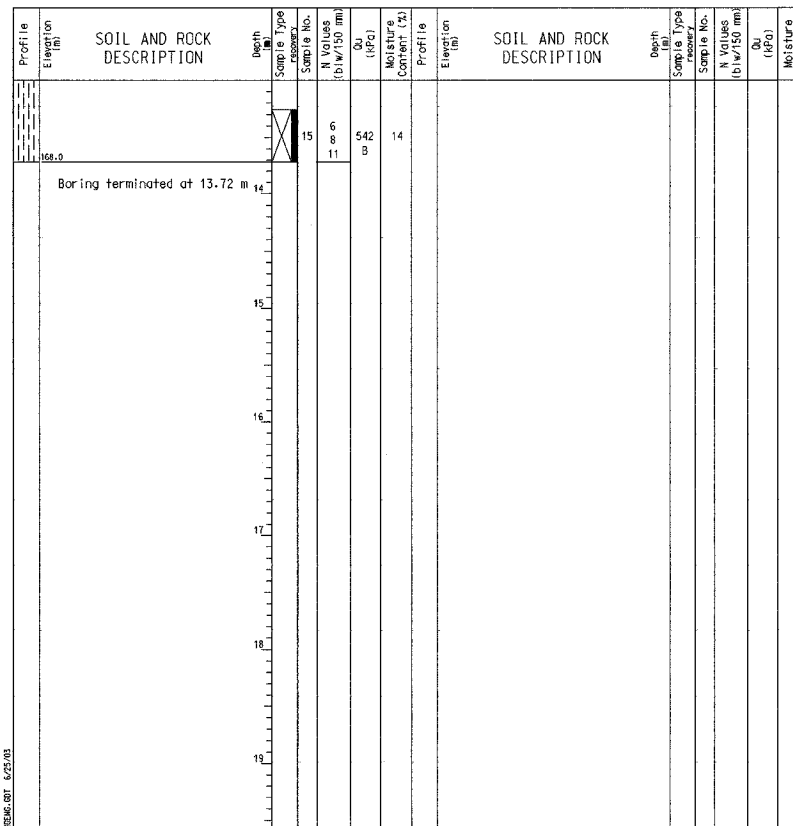 Profile
Elevation
(m)
SOIL AND ROCK
DESCRIPTION
Depth
(m)
Sample Type
recovery
Sample No.
N Values
(blw/150 mm)
Qu
(kPa)
Moisture
Content (%)
Profile
Elevation
(m)
SOIL AND ROCK
DESCRIPTION
Depth
(m)
Sample Type
recovery
Sample No.
N Values
(blw/150 mm)
Qu
(kPa)
Moisture
15
6
8
11
542
B
14
168.0
Boring terminated at 13.72 m
14
15
16
17
18
19
6/25/03